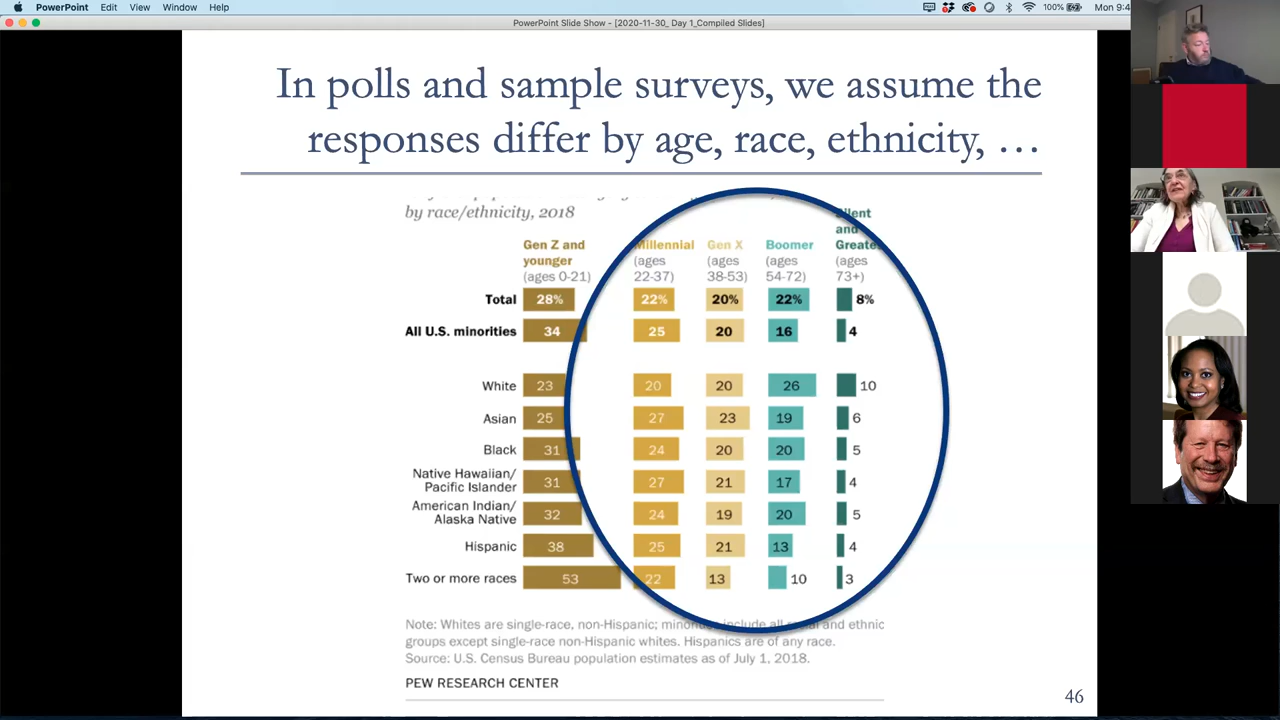 PowerPoint Edit View Window Help 100% Mon 9:4
PowerPoint Slide Show - [2020-11-30_ Day 1_Compiled Slides]
In polls and sample surveys, we assume the
responses differ by age, race, ethnicity, …
by race/ethnicity, 2018
Gen Z and younger (ages 0-21) Millennial (ages 22-37) Gen X (ages 38-53) Boomer (ages 54-72) Silent and Greatest (ages 73+)
Total 28% 22% 20% 22% 8%
All U.S. minorities 34 25 20 16 4
White 23 20 20 26 10
Asian 25 27 23 19 6
Black 31 24 20 20 5
Native Hawaiian/
Pacific Islander 31 27 21 17 4
American Indian/
Alaska Native 32 24 19 20 5
Hispanic 38 25 21 13 4
Two or more races 53 22 13 10 3
Note: Whites are single-race, non-Hispanic; minorities include all racial and ethnic
groups except single-race non-Hispanic whites. Hispanics are of any race.
Source: U.S. Census Bureau population estimates as of July 1, 2018.
PEW RESEARCH CENTER
46